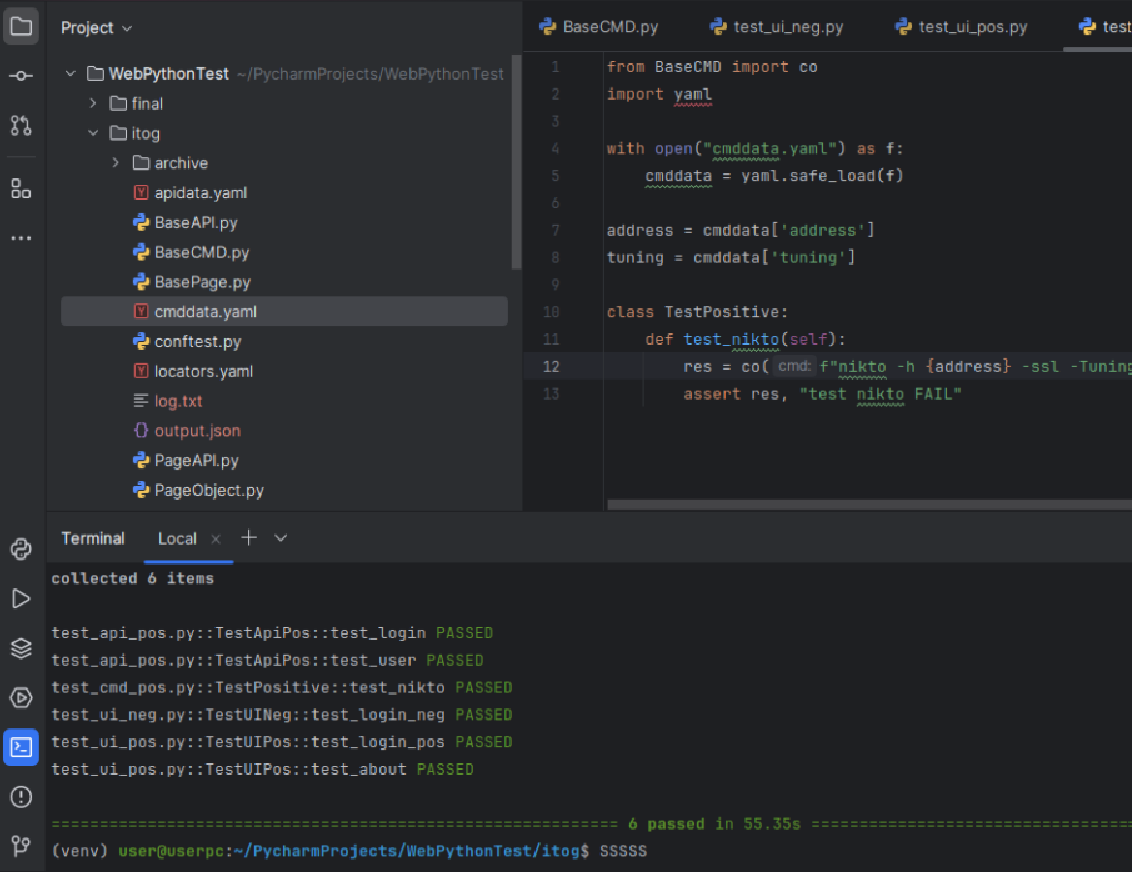 Project
BaseCMD.py test_ui_neg.py test_ui_pos.py test
WebPythonTest ~/PycharmProjects/WebPythonTest
final
itog
archive
apidata.yaml
BaseAPI.py
BaseCMD.py
BasePage.py
cmddata.yaml
conftest.py
locators.yaml
log.txt
output.json
PageAPI.py
PageObject.py
1 from BaseCMD import co
2 import yaml
3
4 with open("cmddata.yaml") as f:
5 cmddata = yaml.safe_load(f)
6
7 address = cmddata['address']
8 tuning = cmddata['tuning']
9
10 class TestPositive:
11 def test_nikto(self):
12 res = co( cmd: f"nikto -h {address} -ssl -Tuning
13 assert res, "test nikto FAIL"
Terminal Local
collected 6 items
test_api_pos.py::TestApiPos::test_login PASSED
test_api_pos.py::TestApiPos::test_user PASSED
test_cmd_pos.py::TestPositive::test_nikto PASSED
test_ui_neg.py::TestUINeg::test_login_neg PASSED
test_ui_pos.py::TestUIPos::test_login_pos PASSED
test_ui_pos.py::TestUIPos::test_about PASSED
=========================================================== 6 passed in 55.35s =================================
(venv) user@userpc:~/PycharmProjects/WebPythonTest/itog$ SSSSS